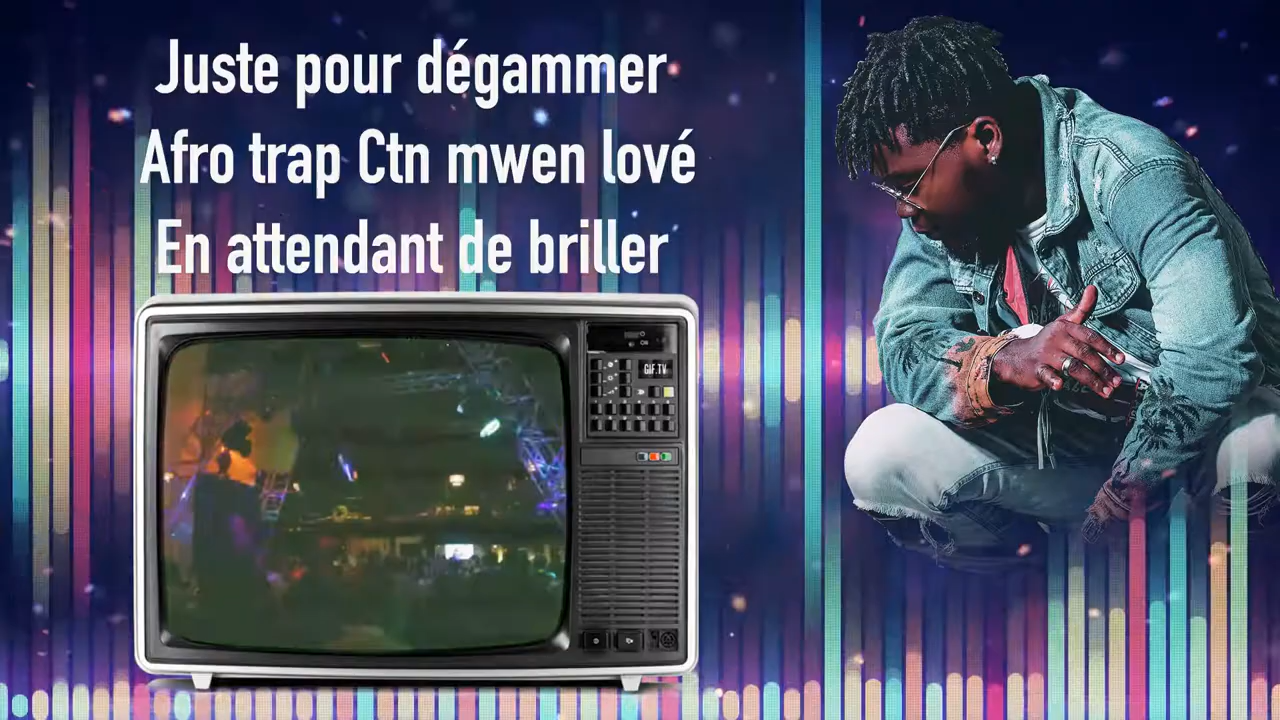 Juste pour dégammer
Afro trap Ctn mwen lové
En attendant de briller
GIF.TV